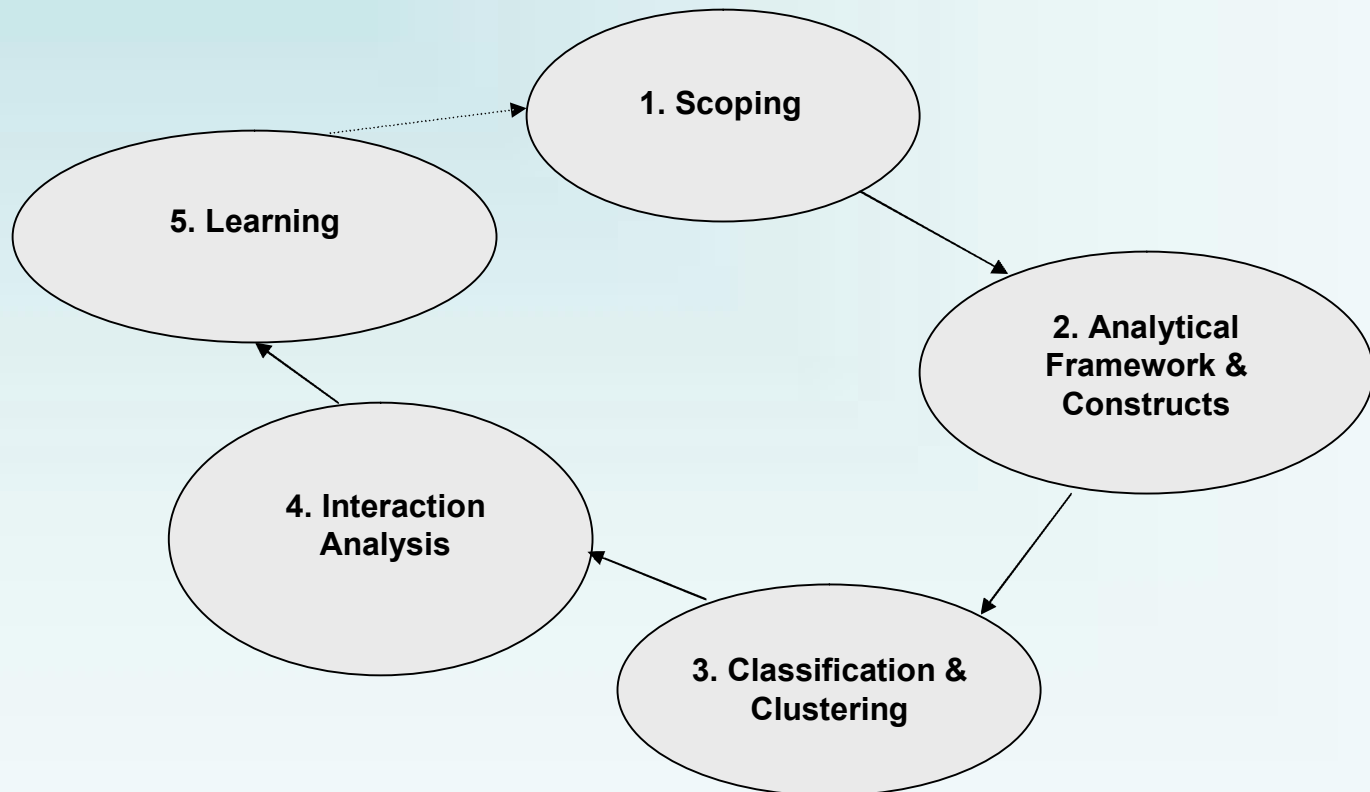 1. Scoping
2. Analytical
Framework &
Constructs
3. Classification &
Clustering
4. Interaction
Analysis
5. Learning